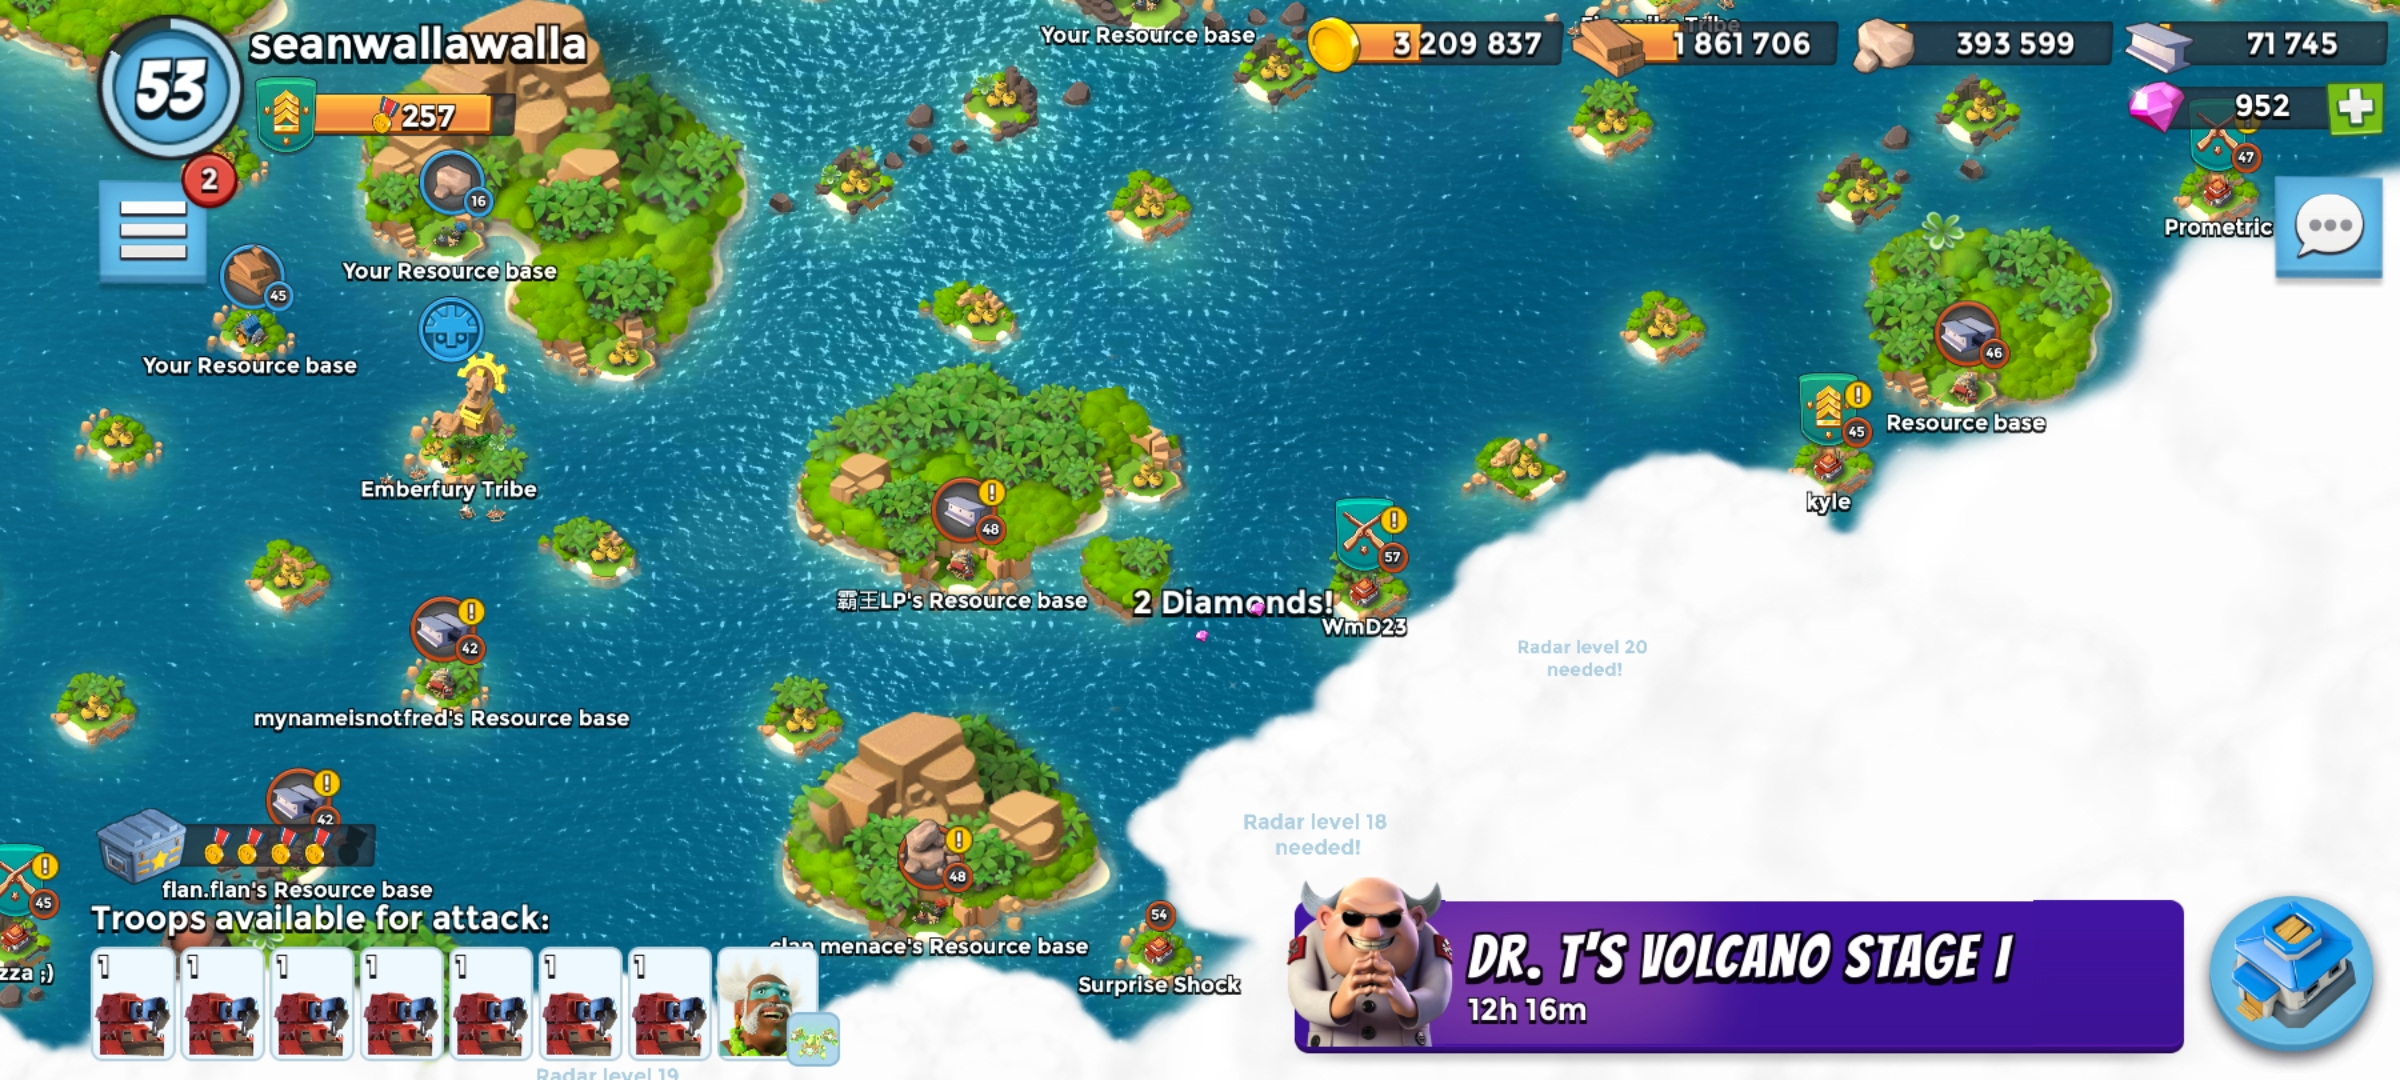 seanwallawalla
53
257
2
Your Resource base
3 209 837
1 861 706
393 599
71 745
952
47
Prometric
16
Your Resource base
45
Your Resource base
46
Resource base
45
kyle
Emberfury Tribe
48
霸王LP's Resource base
2 Diamonds!
57
WmD23
42
mynameisnotfred's Resource base
Radar level 20
needed!
42
flan.flan's Resource base
45
zza ;)
Radar level 18
needed!
48
clan menace's Resource base
54
Surprise Shock
Troops available for attack:
1 1 1 1 1 1 1
DR. T'S VOLCANO STAGE I
12h 16m
Radar level 19